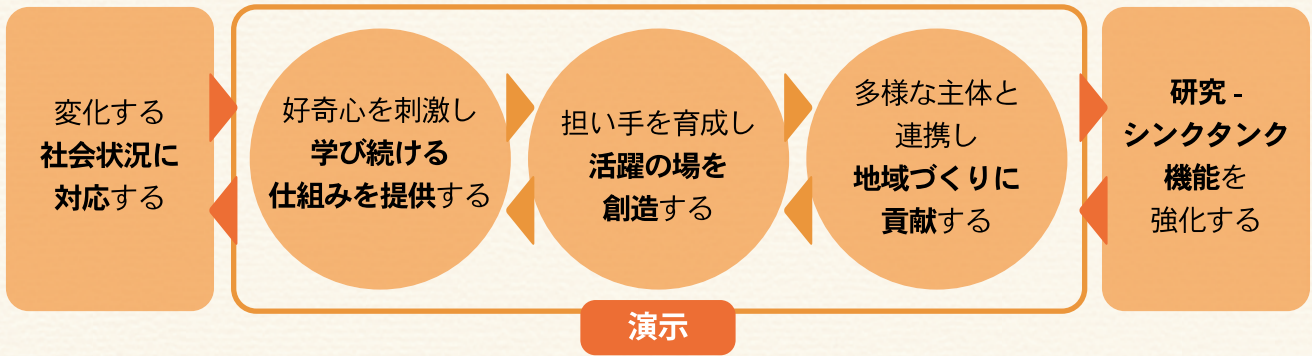 変化する
社会状況に
対応する
好奇心を刺激し
学び続ける
仕組みを提供する
担い手を育成し
活躍の場を
創造する
多様な主体と
連携し
地域づくりに
貢献する
研究 -
シンクタンク
機能を
強化する
演示